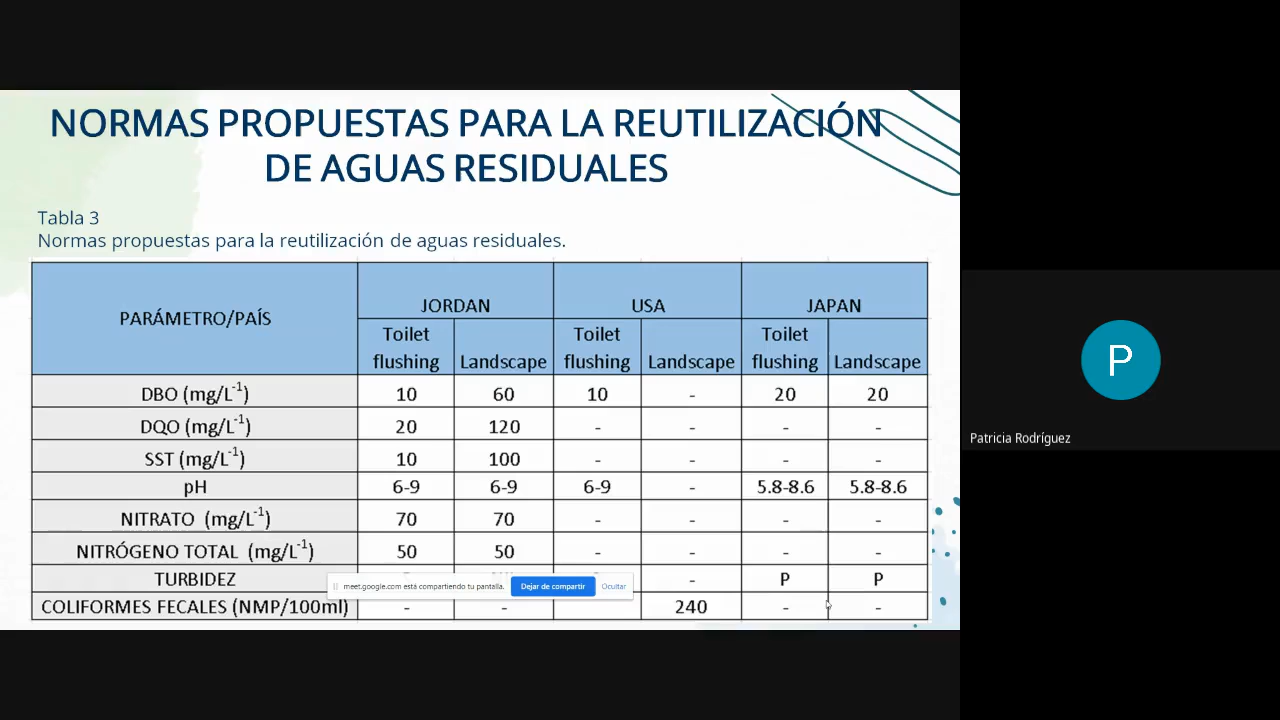 NORMAS PROPUESTAS PARA LA REUTILIZACIÓN
DE AGUAS RESIDUALES
Tabla 3
Normas propuestas para la reutilización de aguas residuales.
PARÁMETRO/PAÍS JORDAN USA JAPAN
Toilet flushing Landscape Toilet flushing Landscape Toilet flushing Landscape
DBO (mg/L⁻¹) 10 60 10 - 20 20
DQO (mg/L⁻¹) 20 120 - - - -
SST (mg/L⁻¹) 10 100 - - - -
pH 6-9 6-9 6-9 - 5.8-8.6 5.8-8.6
NITRATO (mg/L⁻¹) 70 70 - - - -
NITRÓGENO TOTAL (mg/L⁻¹) 50 50 - - - -
TURBIDEZ - P P
meet.google.com está compartiendo tu pantalla. Dejar de compartir Ocultar
COLIFORMES FECALES (NMP/100ml) - - 240 - -
P
Patricia Rodríguez